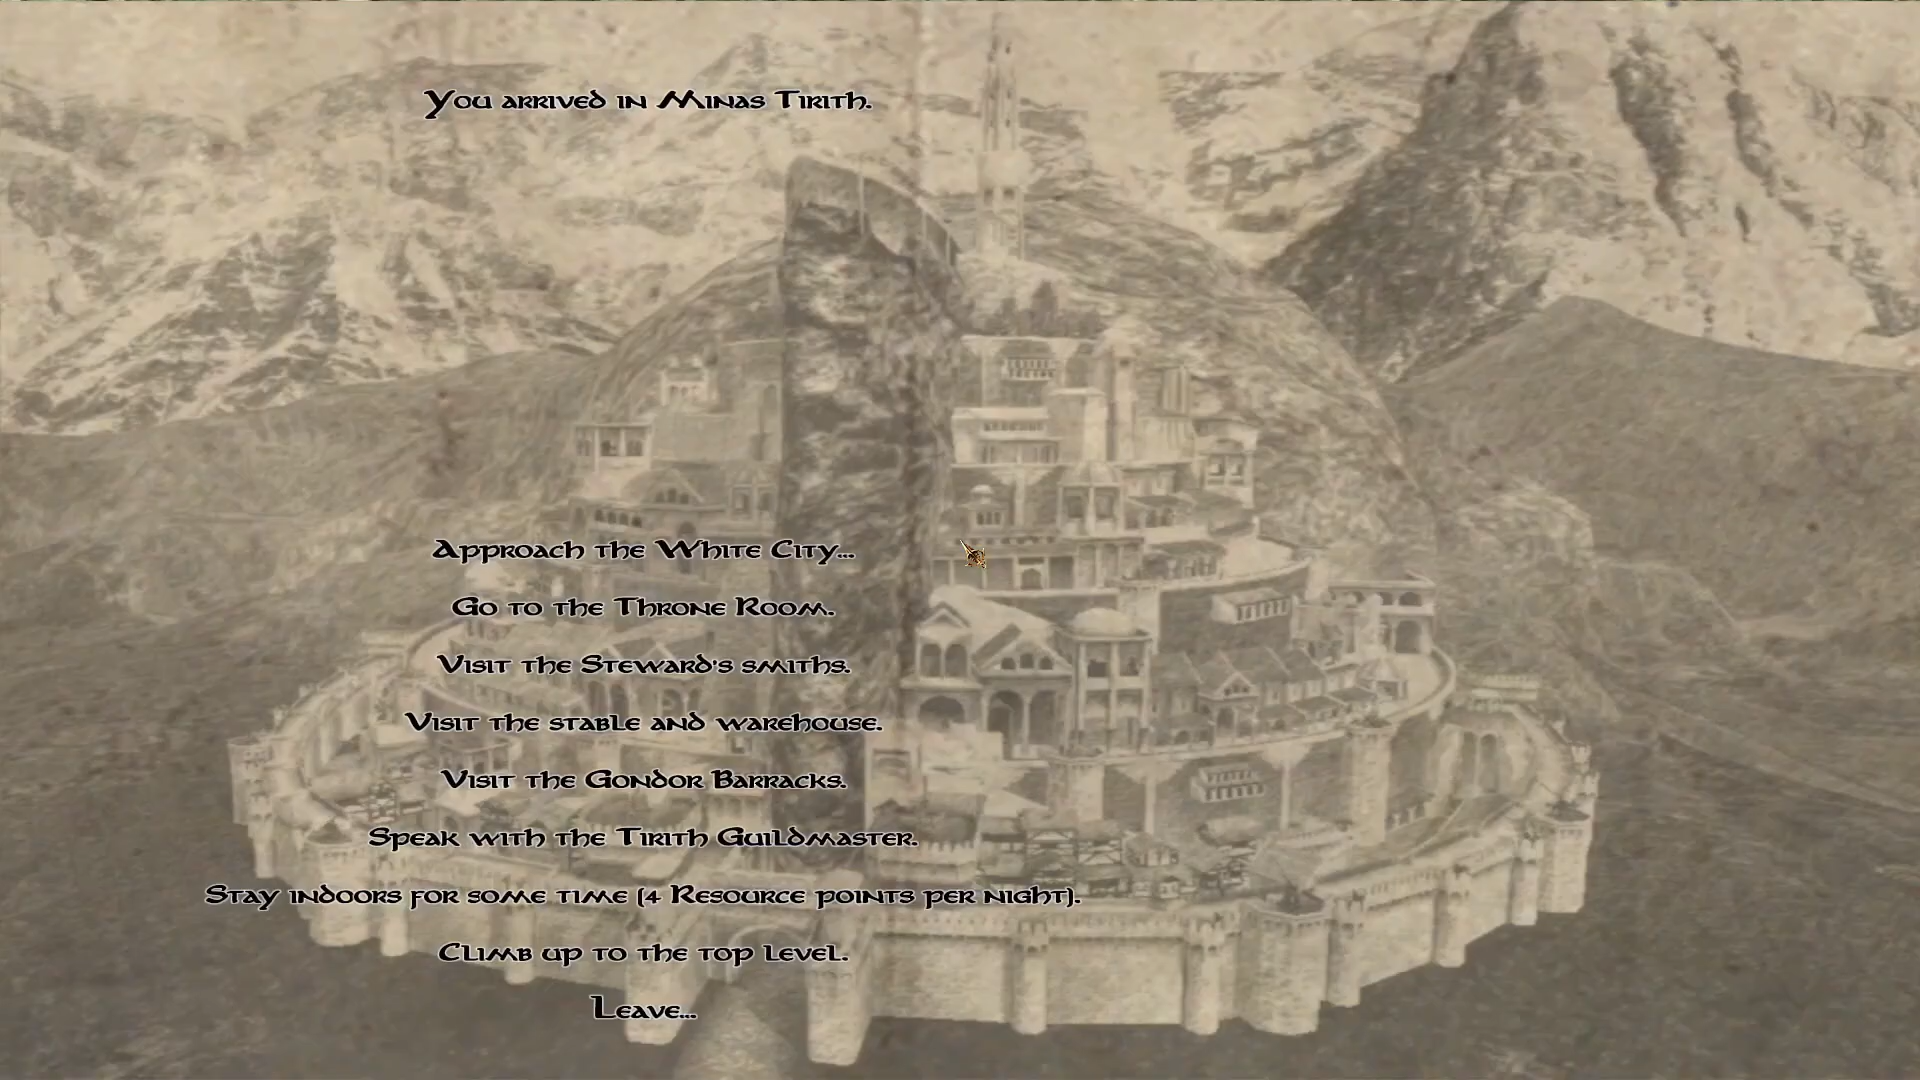 You arrived in Minas Tirith.
Approach the White City...
Go to the Throne Room.
Visit the Steward's smiths.
Visit the stable and warehouse.
Visit the Gondor Barracks.
Speak with the Tirith Guildmaster.
Stay indoors for some time (4 Resource points per night).
Climb up to the top level.
Leave...